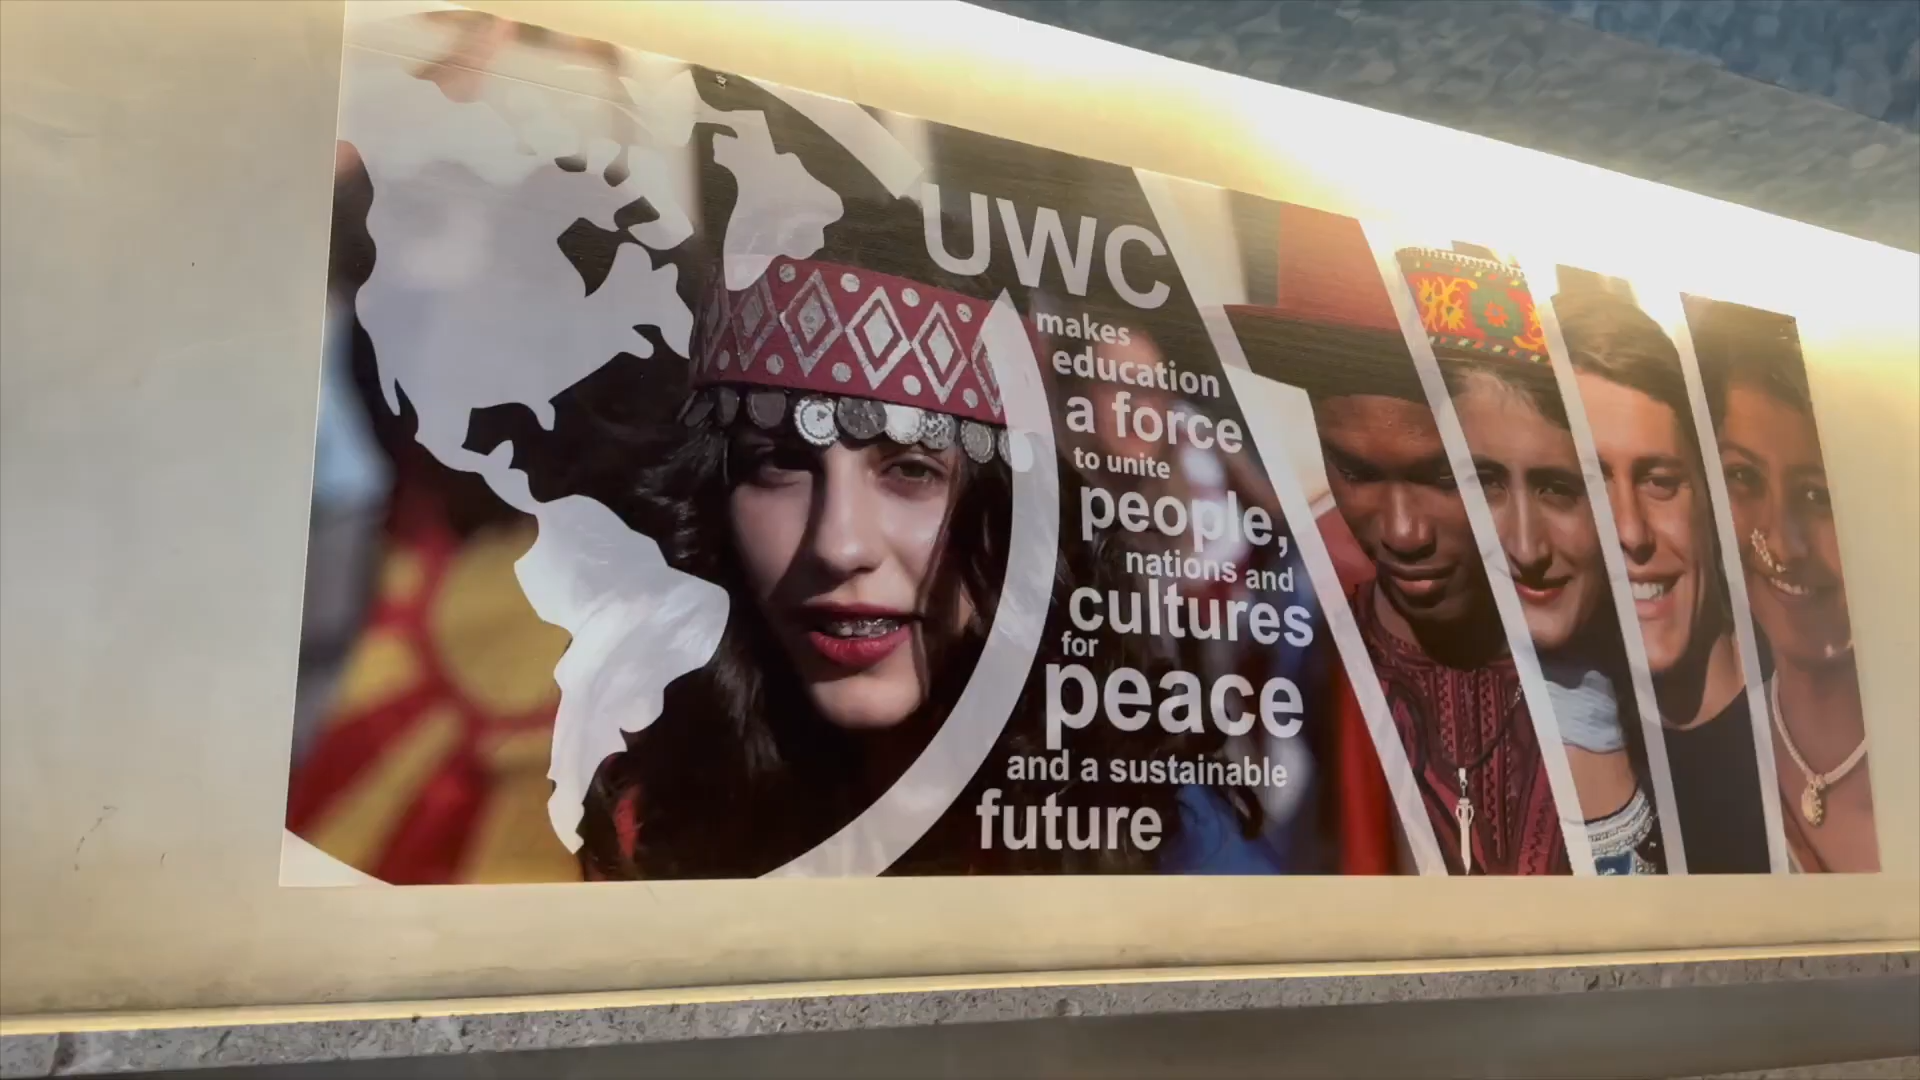 UWC
makes
education
a force
to unite
people,
nations and
cultures
for
peace
and a sustainable
future